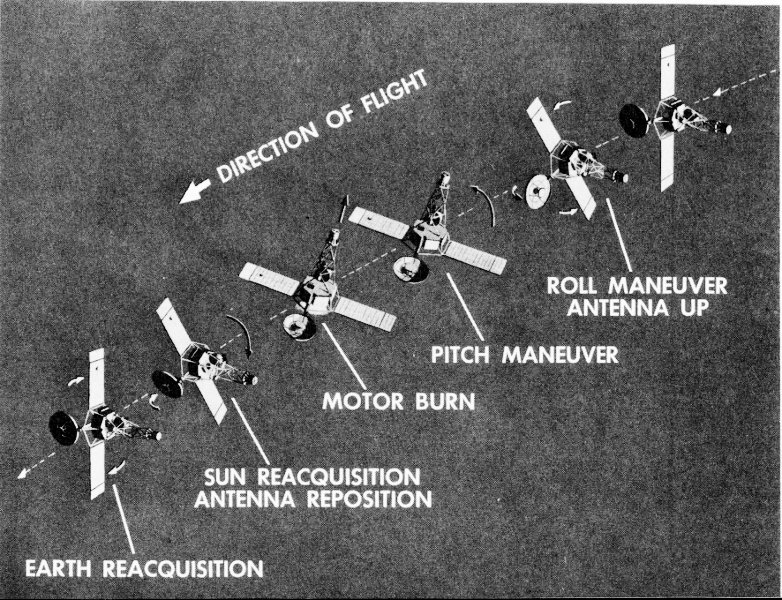 DIRECTION OF FLIGHT
ROLL MANEUVER
ANTENNA UP
PITCH MANEUVER
MOTOR BURN
SUN REACQUISITION
ANTENNA REPOSITION
EARTH REACQUISITION